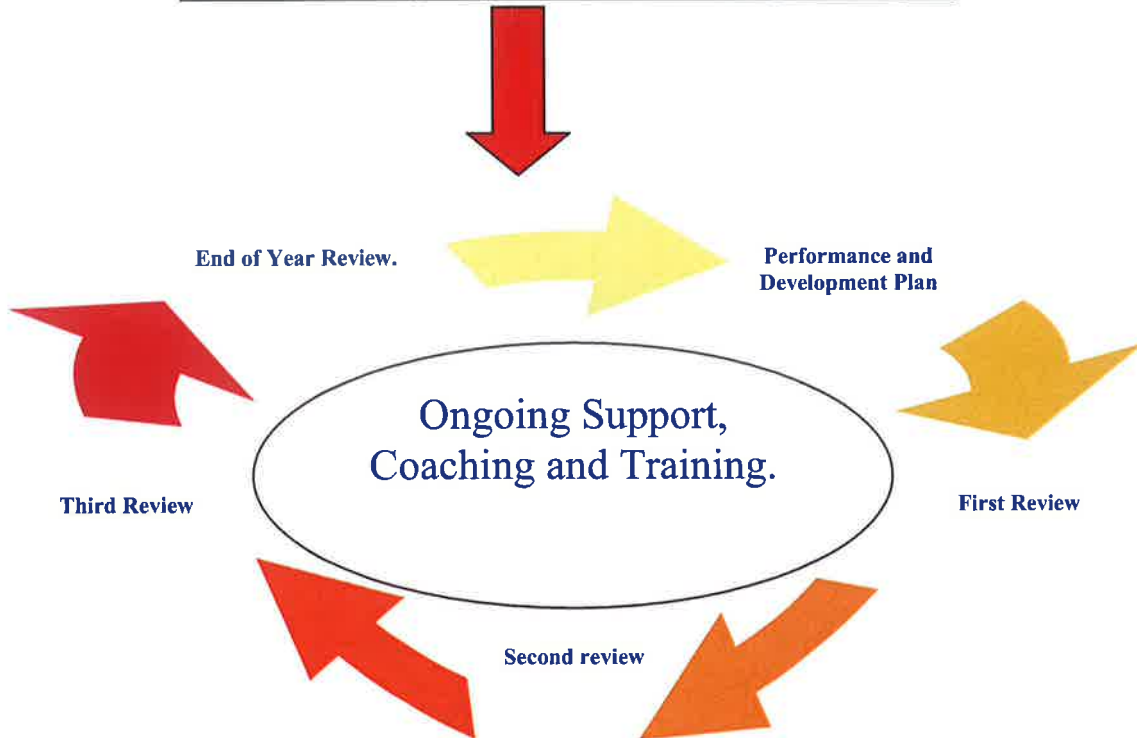 End of Year Review.
Performance and
Development Plan
Ongoing Support,
Coaching and Training.
Third Review
First Review
Second review